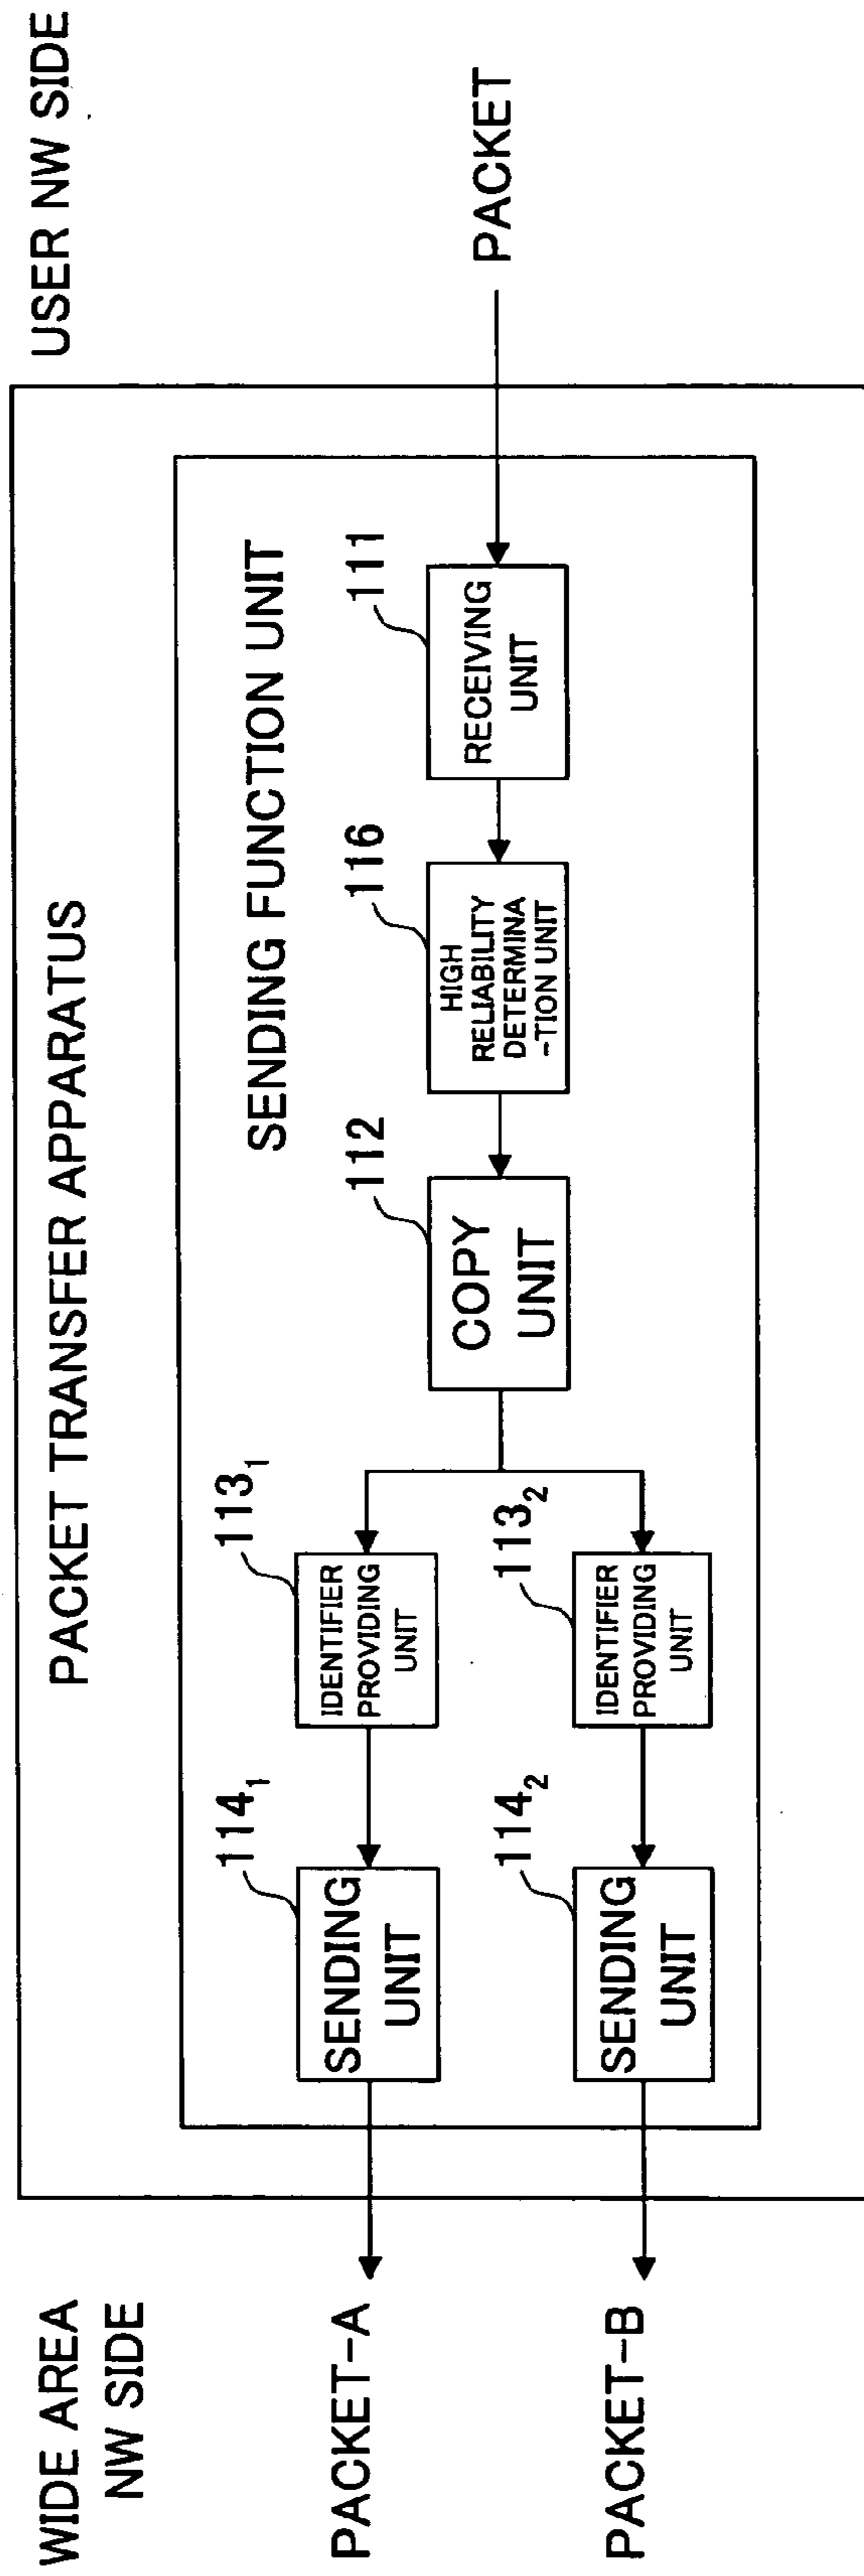 WIDE AREA
NW SIDE
PACKET TRANSFER APPARATUS
USER NW SIDE
SENDING FUNCTION UNIT
114₁
113₁
112
116
111
PACKET-A
SENDING
UNIT
IDENTIFIER
PROVIDING
UNIT
COPY
UNIT
HIGH
RELIABILITY
DETERMINA
-TION UNIT
RECEIVING
UNIT
PACKET
114₂
113₂
PACKET-B
SENDING
UNIT
IDENTIFIER
PROVIDING
UNIT